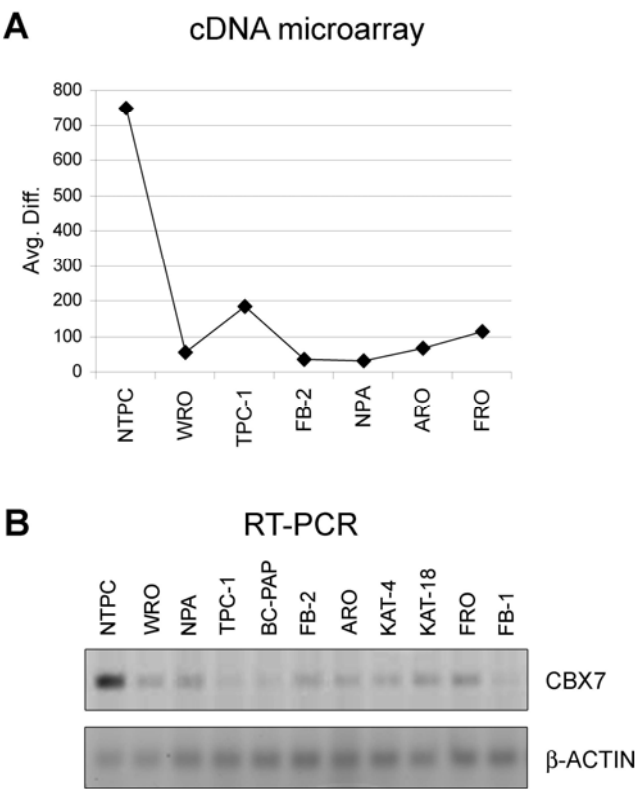 A
cDNA microarray
Avg. Diff.
800
700
600
500
400
300
200
100
0
NTPC
WRO
TPC-1
FB-2
NPA
ARO
FRO
B
RT-PCR
NTPC
WRO
NPA
TPC-1
BC-PAP
FB-2
ARO
KAT-4
KAT-18
FRO
FB-1
CBX7
β-ACTIN